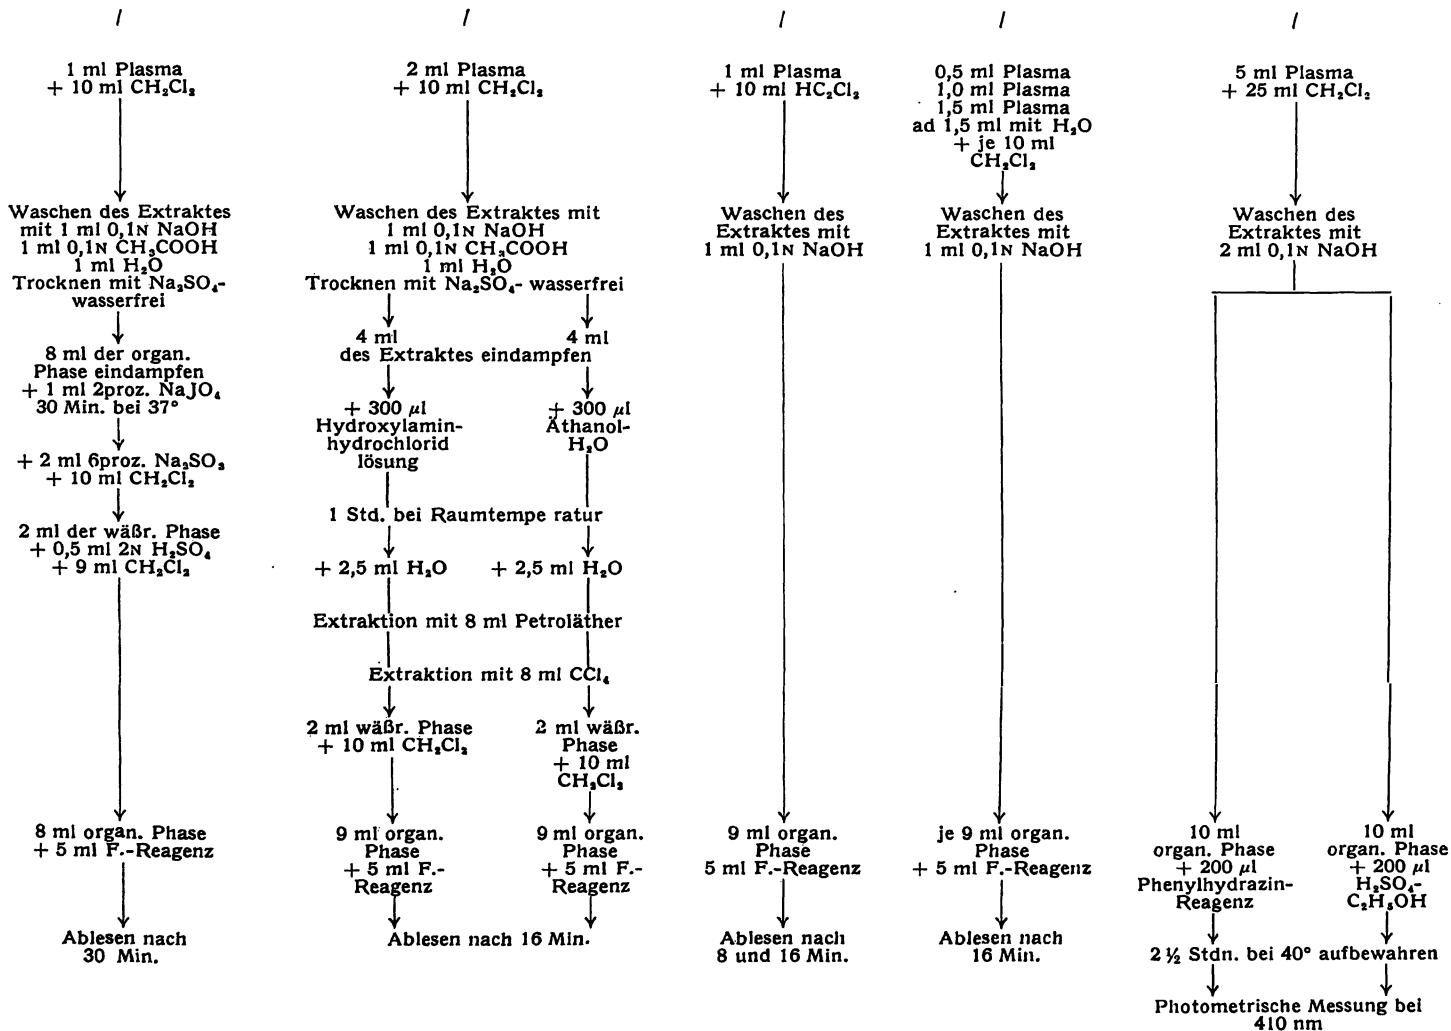 /
1 ml Plasma
+ 10 ml CH₂Cl₂
Waschen des Extraktes
mit 1 ml 0,1N NaOH
1 ml 0,1N CH₃COOH
1 ml H₂O
Trocknen mit Na₂SO₄-
wasserfrei
8 ml der organ.
Phase eindampfen
+ 1 ml 2proz. NaJO₄
30 Min. bei 37°
+ 2 ml 6proz. Na₂SO₃
+ 10 ml CH₂Cl₂
2 ml der wäßr. Phase
+ 0,5 ml 2N H₂SO₄
+ 9 ml CH₂Cl₂
8 ml organ. Phase
+ 5 ml F.-Reagenz
Ablesen nach
30 Min.
/
2 ml Plasma
+ 10 ml CH₂Cl₂
Waschen des Extraktes mit
1 ml 0,1N NaOH
1 ml 0,1N CH₃COOH
1 ml H₂O
Trocknen mit Na₂SO₄- wasserfrei
4 ml 4 ml
des Extraktes eindampfen
+ 300 µl
Hydroxylamin-
hydrochlorid
lösung
+ 300 µl
Äthanol-
H₂O
1 Std. bei Raumtempe ratur
+ 2,5 ml H₂O + 2,5 ml H₂O
Extraktion mit 8 ml Petroläther
Extraktion mit 8 ml CCl₄
2 ml wäßr. Phase
+ 10 ml CH₂Cl₂
2 ml wäßr.
Phase
+ 10 ml
CH₂Cl₂
9 ml organ.
Phase
+ 5 ml F.-
Reagenz
9 ml organ.
Phase
+ 5 ml F.-
Reagenz
Ablesen nach 16 Min.
/
1 ml Plasma
+ 10 ml HC₂Cl₂
Waschen des
Extraktes mit
1 ml 0,1N NaOH
9 ml organ.
Phase
5 ml F.-Reagenz
Ablesen nach
8 und 16 Min.
/
0,5 ml Plasma
1,0 ml Plasma
1,5 ml Plasma
ad 1,5 ml mit H₂O
+ je 10 ml
CH₂Cl₂
Waschen des
Extraktes mit
1 ml 0,1N NaOH
je 9 ml organ.
Phase
+ 5 ml F.-Reagenz
Ablesen nach
16 Min.
/
5 ml Plasma
+ 25 ml CH₂Cl₂
Waschen des
Extraktes mit
2 ml 0,1N NaOH
10 ml
organ. Phase
+ 200 µl
Phenylhydrazin-
Reagenz
10 ml
organ. Phase
+ 200 µl
H₂SO₄-
C₂H₅OH
2 ½ Stdn. bei 40° aufbewahren
Photometrische Messung bei
410 nm